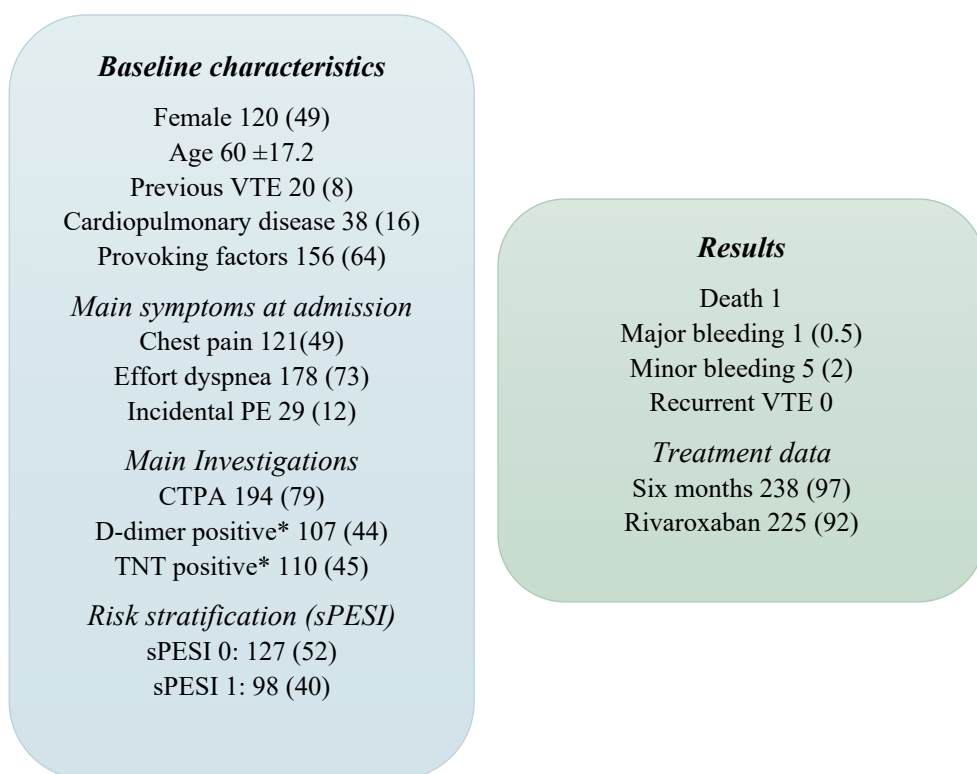 Baseline characteristics
Female 120 (49)
Age 60 ±17.2
Previous VTE 20 (8)
Cardiopulmonary disease 38 (16)
Provoking factors 156 (64)
Main symptoms at admission
Chest pain 121(49)
Effort dyspnea 178 (73)
Incidental PE 29 (12)
Main Investigations
CTPA 194 (79)
D-dimer positive* 107 (44)
TNT positive* 110 (45)
Risk stratification (sPESI)
sPESI 0: 127 (52)
sPESI 1: 98 (40)
Results
Death 1
Major bleeding 1 (0.5)
Minor bleeding 5 (2)
Recurrent VTE 0
Treatment data
Six months 238 (97)
Rivaroxaban 225 (92)